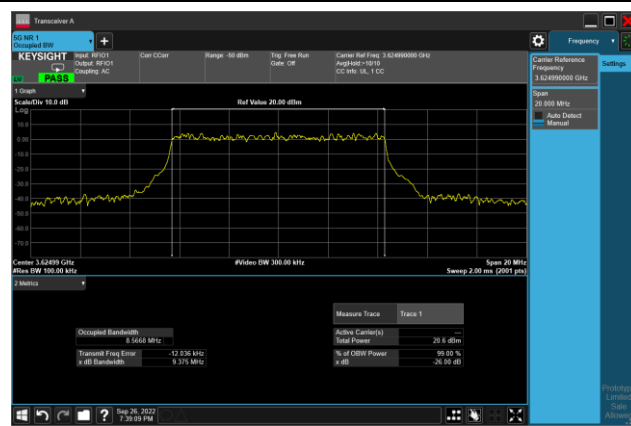 Transceiver A
5G NR 1
Occupied BW
Frequency
KEYSIGHT
PASS
Input: RFIO1
Output: RFIO1
Coupling: AC
Corr CCorr
Range: -50 dBm
Trig: Free Run
Gate: Off
Carrier Ref Freq: 3.624990000 GHz
Avg|Hold:>10/10
CC Info: UL, 1 CC
Carrier Reference
Frequency
3.624990000 GHz
Settings
Span
20.000 MHz
Auto Detect
Manual
1 Graph
Scale/Div 10.0 dB
Ref Value 20.00 dBm
Log
10.0
0.00
-10.0
-20.0
-30.0
-40.0
-50.0
-60.0
-70.0
Center 3.62499 GHz
#Video BW 300.00 kHz
Span 20 MHz
#Res BW 100.00 kHz
Sweep 2.00 ms (2001 pts)
2 Metrics
Measure Trace
Trace 1
Occupied Bandwidth
8.5660 MHz
Active Carrier(s)
---
Total Power
20.6 dBm
Transmit Freq Error
-12.036 kHz
% of OBW Power
99.00 %
x dB Bandwidth
9.375 MHz
x dB
-26.00 dB
Sep 26, 2022
7:39:09 PM
Prototype
Limited
Sale
Allowed